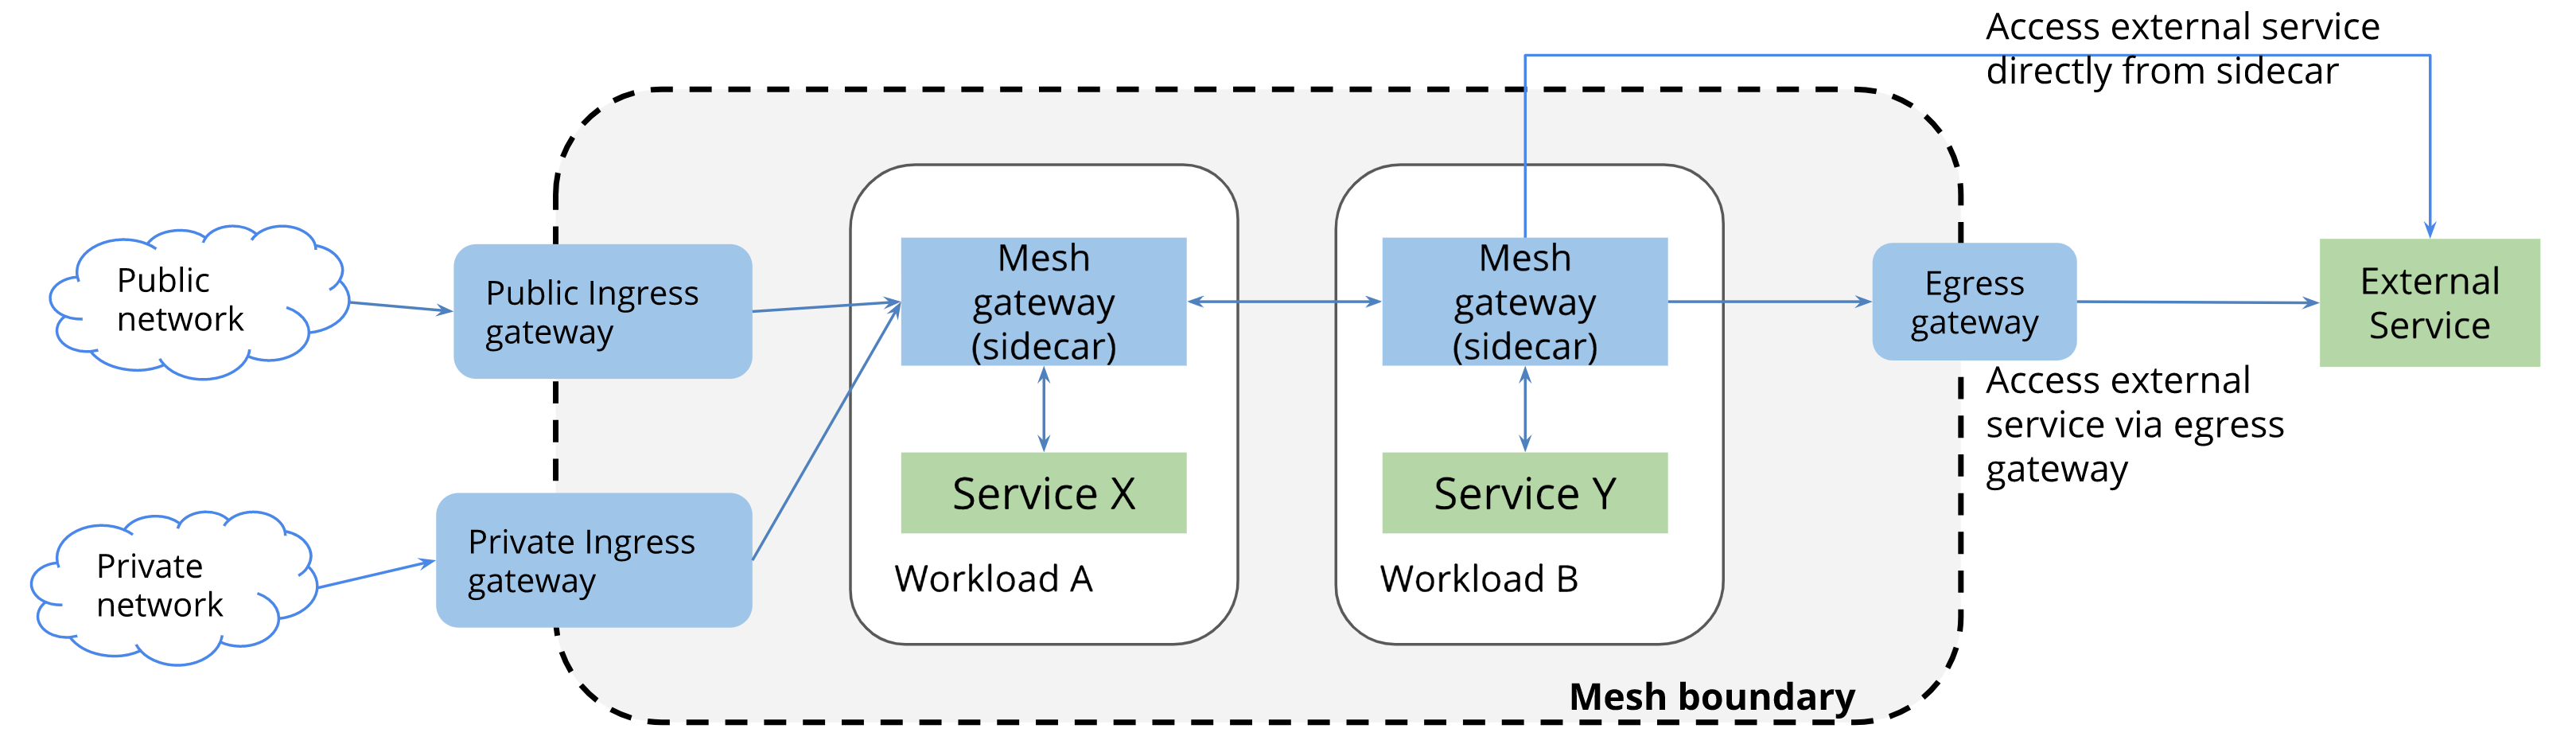 Access external service
directly from sidecar
Public
network
Public Ingress
gateway
Mesh
gateway
(sidecar)
Mesh
gateway
(sidecar)
Egress
gateway
External
Service
Access external
service via egress
gateway
Service X
Service Y
Private
network
Private Ingress
gateway
Workload A
Workload B
Mesh boundary